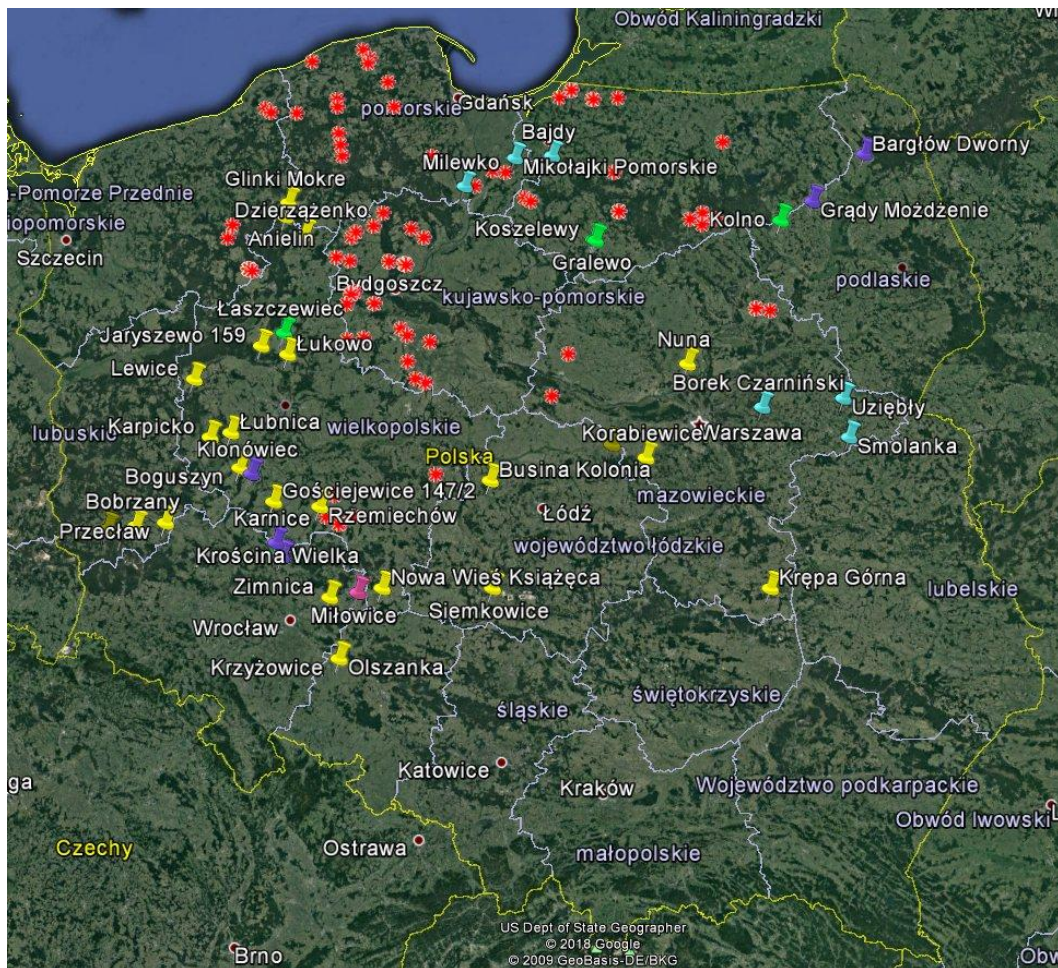 Obwód Kaliningradzki
Gdańsk
pomorskie
Bajdy
Bargłów Dworny
Milewko
Mikołajki Pomorskie
Glinki Mokre
-Pomorze Przednie
Dzierzążenko
Grądy Możdżenie
iopomorskie
Kolno
Koszelewy
Anielin
Szczecin
Gralewo
podlaskie
Bydgoszcz
kujawsko-pomorskie
Łaszczewiec
Jaryszewo 159
Łukowo
Nuna
Lewice
Borek Czarniński
Uziębły
Karpicko
Łubnica
wielkopolskie
lubuskie
Korabiewice
Warszawa
Smolanka
Klonówiec
Polska
Boguszyn
Busina Kolonia
Gościejewice 147/2
mazowieckie
Bobrzany
Karnice
Rzemiechów
Łódź
Przecław
Krościna Wielka
województwo łódzkie
Zimnica
Nowa Wieś Książęca
Krępa Górna
lubelskie
Miłowice
Siemkowice
Wrocław
Krzyżowice
Olszanka
świętokrzyskie
śląskie
Katowice
Kraków
Województwo podkarpackie
ga
Obwód lwowski
Czechy
Ostrawa
małopolskie
US Dept of State Geographer
© 2018 Google
© 2009 GeoBasis-DE/BKG
Brno